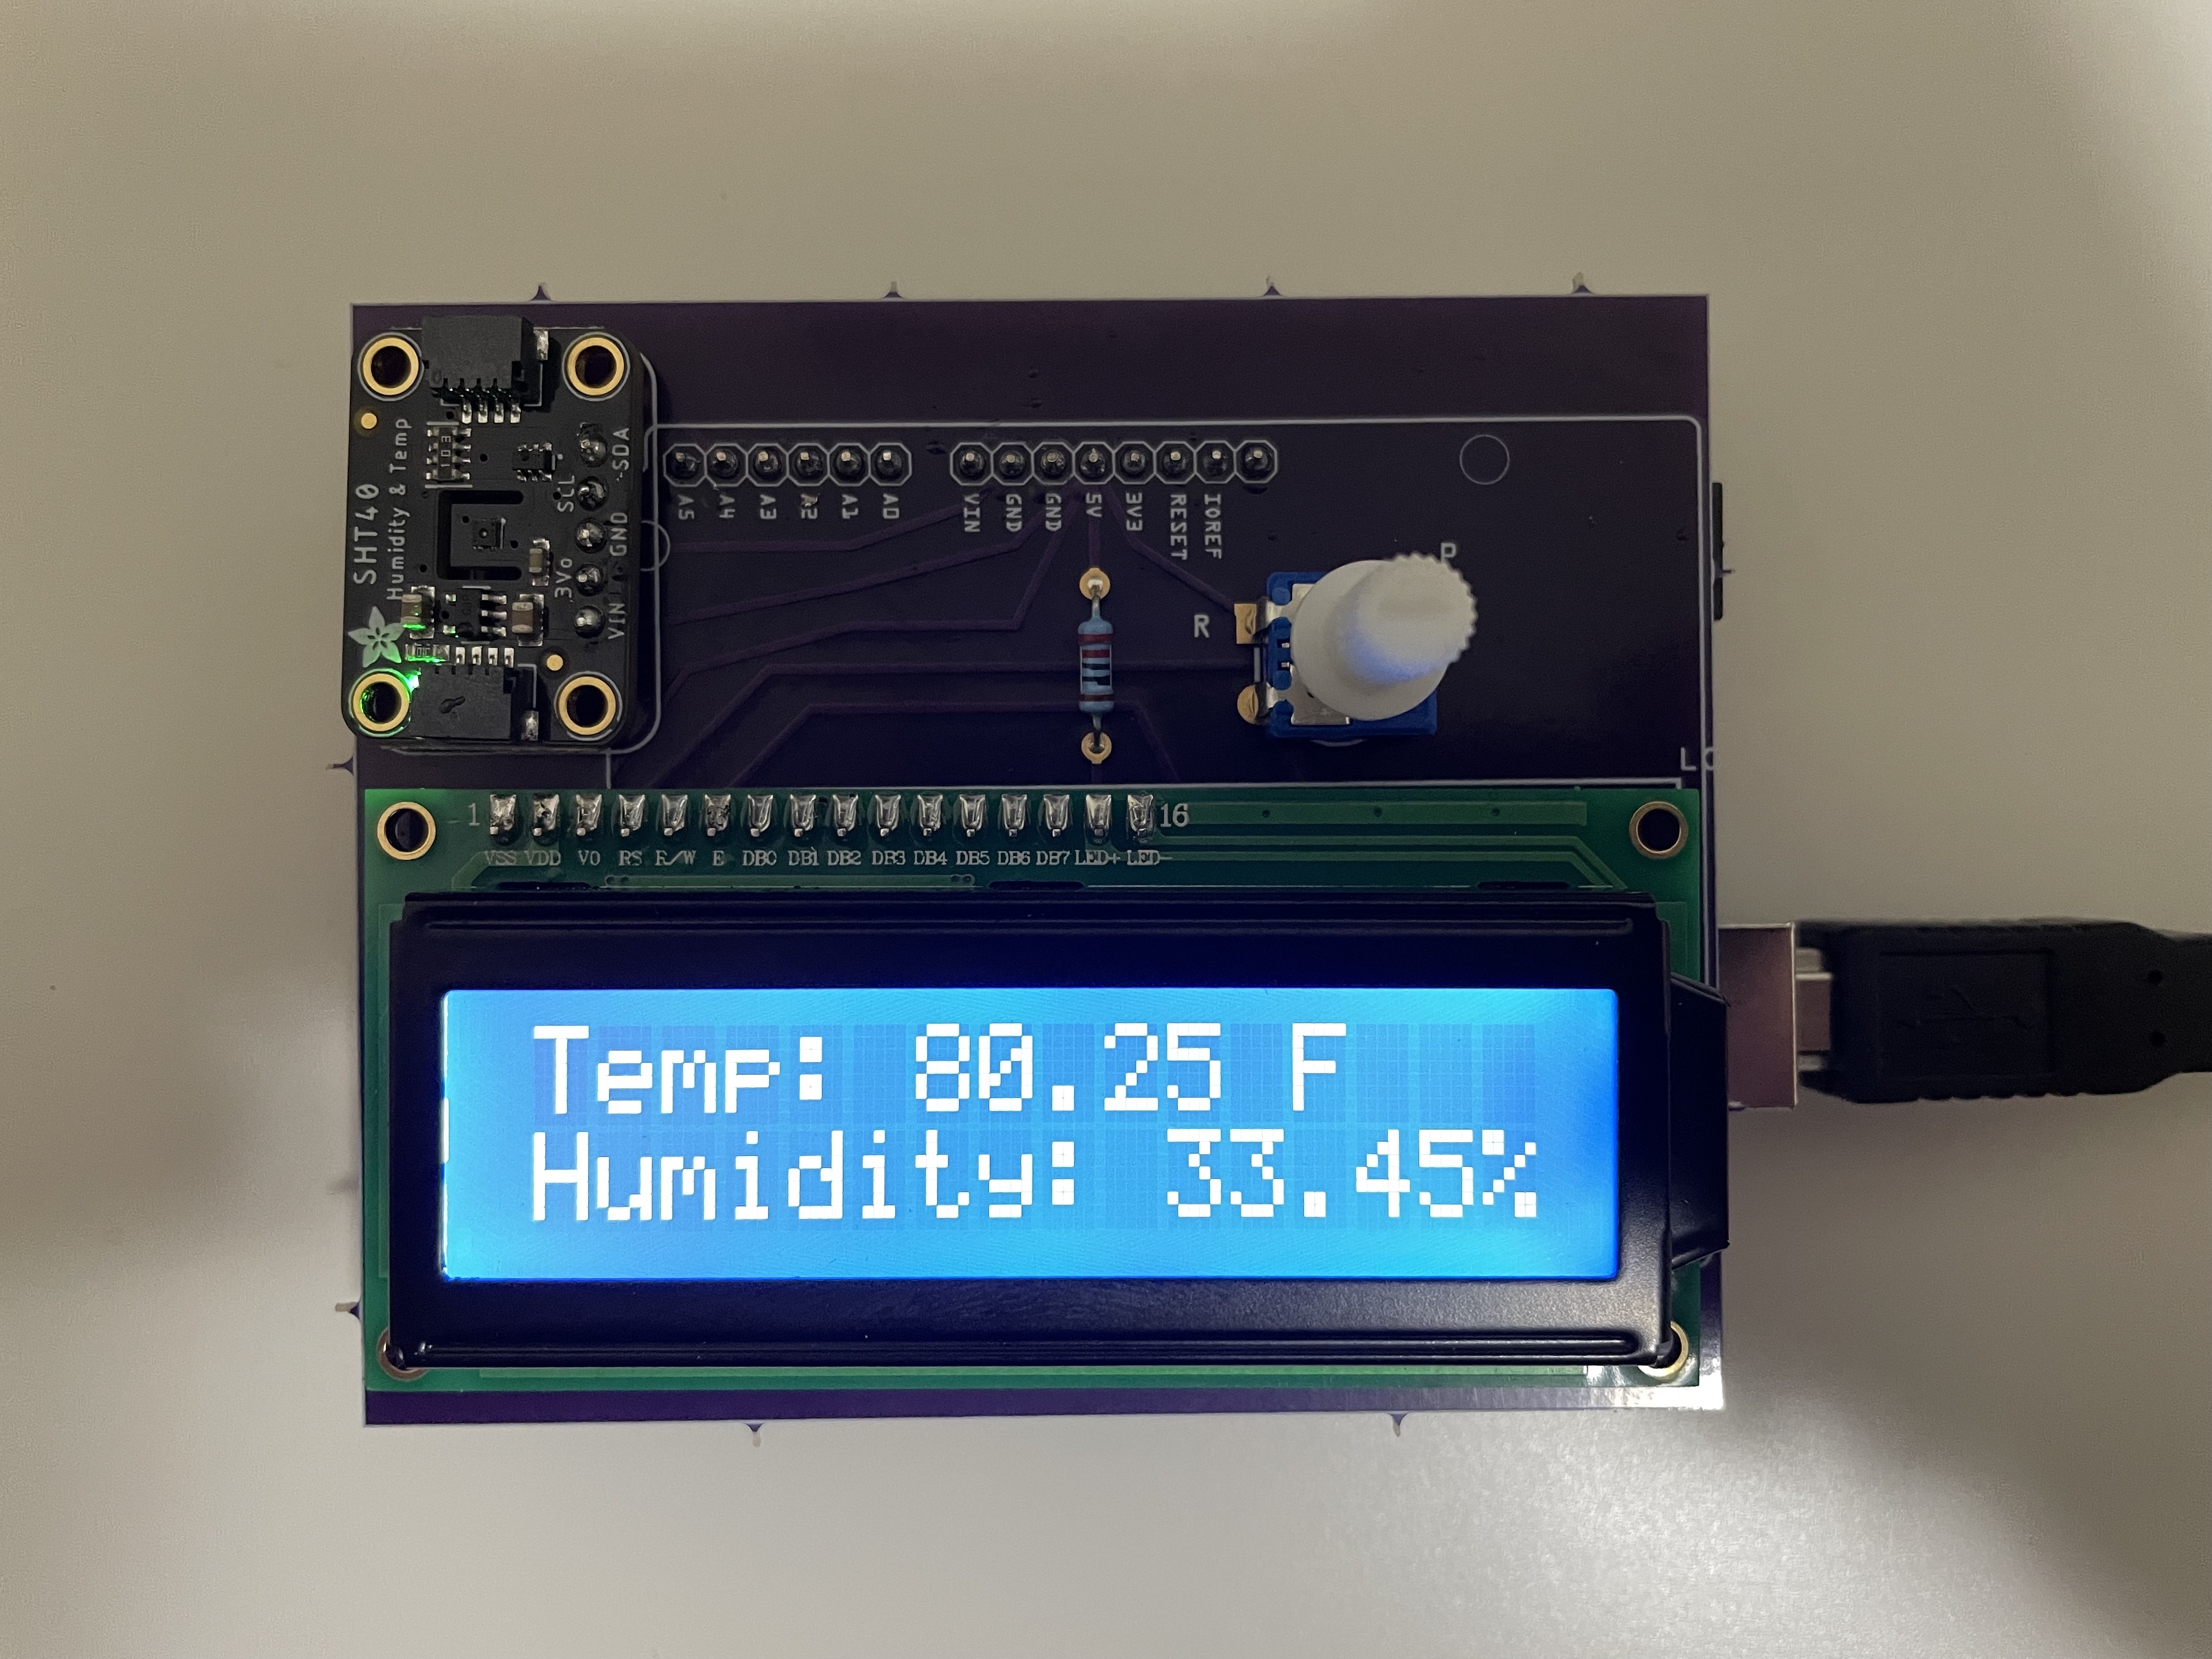 SHT40
Humidity & Temp
SDA
SCL
GND
3Vo
VIN
103
A5 A4 A3 A2 A1 A0
VIN GND GND 5V 3V3 RESET IOREF
P
R
1
16
VSS VDD V0 RS R/W E DB0 DB1 DB2 DB3 DB4 DB5 DB6 DB7 LED+ LED-
Temp: 80.25 F
Humidity: 33.45%